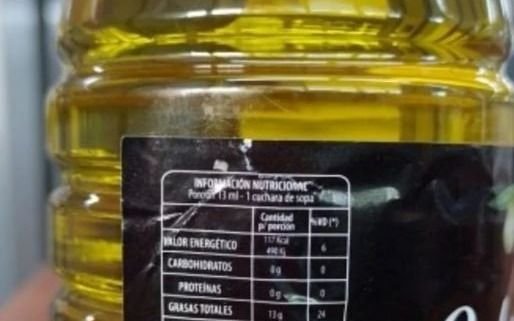 INFORMACIÓN NUTRICIONAL
Porción 13 ml - 1 cuchara de sopa
Cantidad p/ porción %VD (*)
VALOR ENERGÉTICO 117 Kcal 490 Kj 6
CARBOHIDRATOS 0 g 0
PROTEÍNAS 0 g 0
GRASAS TOTALES 13 g 24